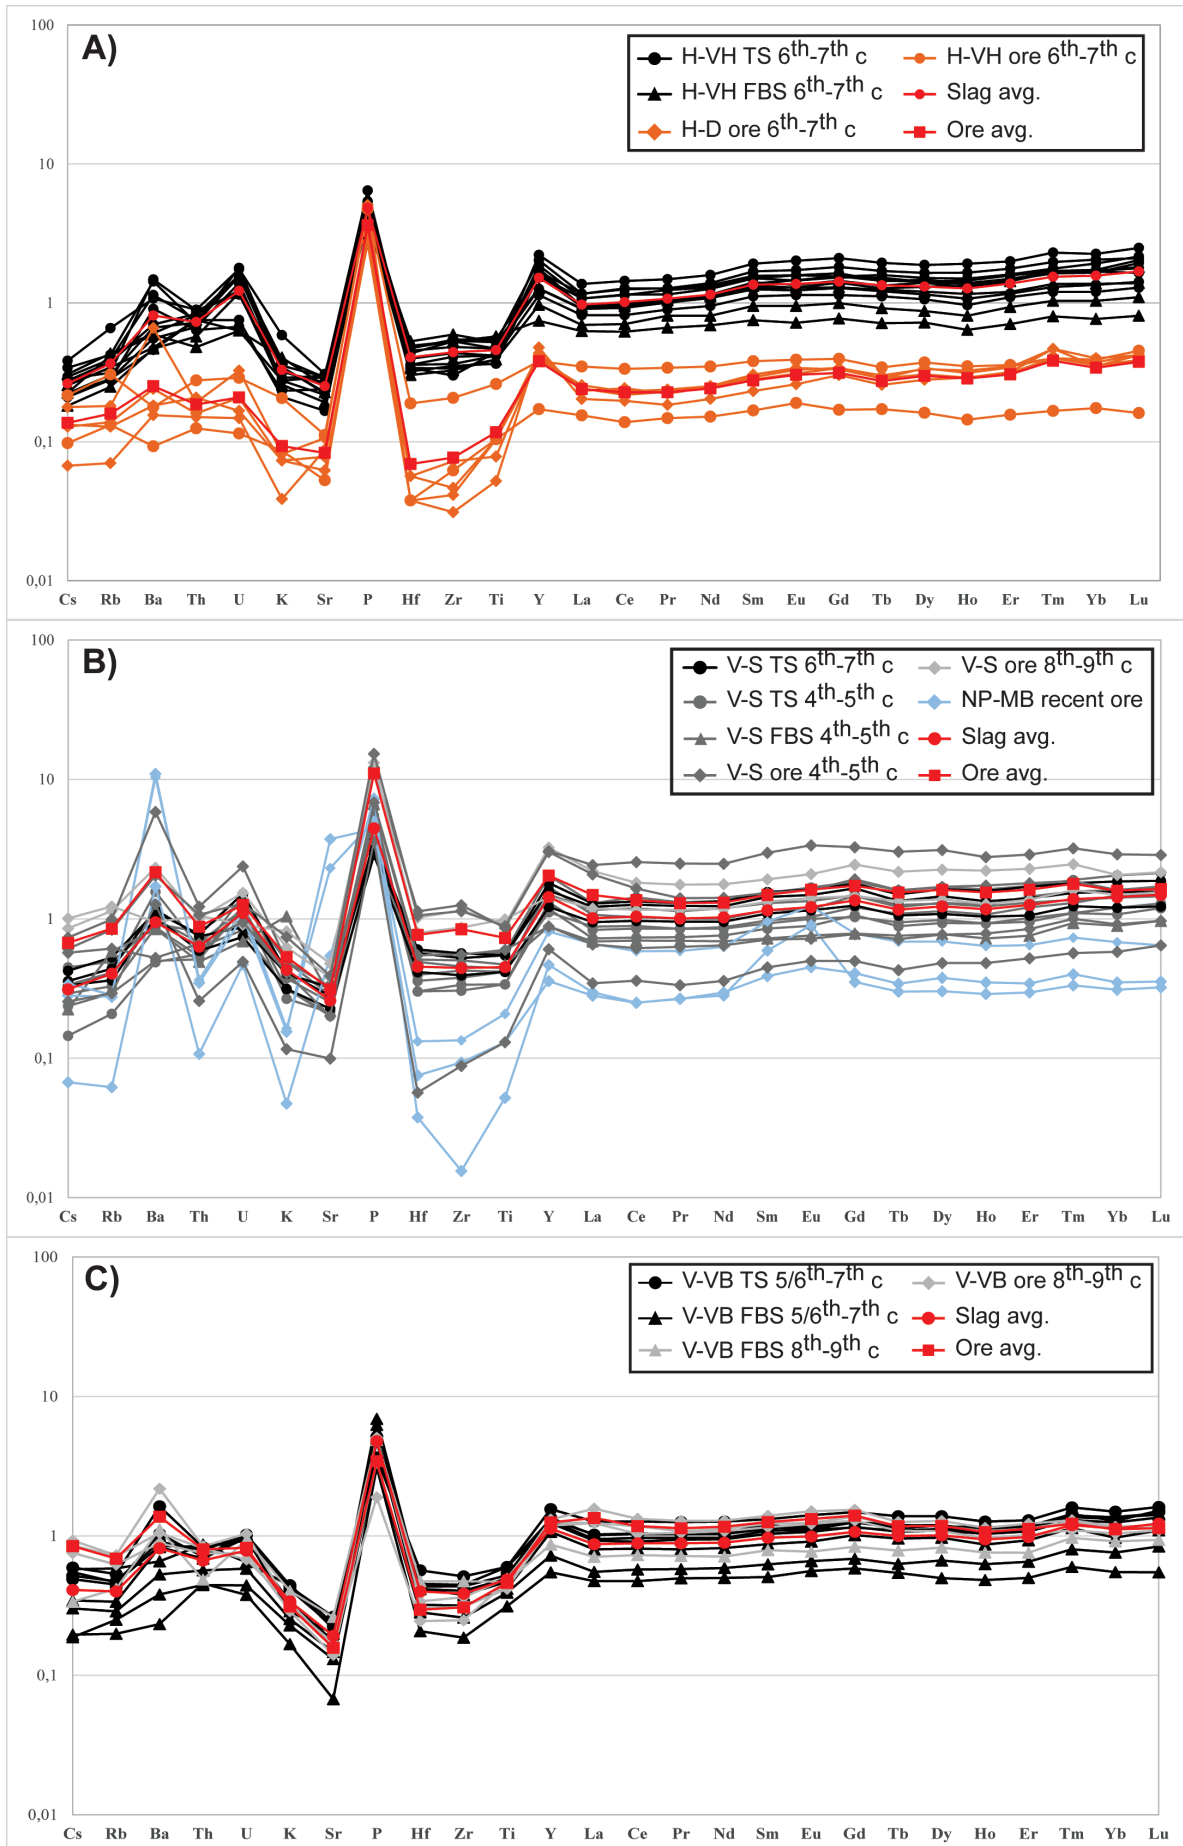 A)
100
10
1
0,1
0,01
H-VH TS 6th-7th c
H-VH ore 6th-7th c
H-VH FBS 6th-7th c
Slag avg.
H-D ore 6th-7th c
Ore avg.
Cs Rb Ba Th U K Sr P Hf Zr Ti Y La Ce Pr Nd Sm Eu Gd Tb Dy Ho Er Tm Yb Lu
B)
100
10
1
0,1
0,01
V-S TS 6th-7th c
V-S ore 8th-9th c
V-S TS 4th-5th c
NP-MB recent ore
V-S FBS 4th-5th c
Slag avg.
V-S ore 4th-5th c
Ore avg.
Cs Rb Ba Th U K Sr P Hf Zr Ti Y La Ce Pr Nd Sm Eu Gd Tb Dy Ho Er Tm Yb Lu
C)
100
10
1
0,1
0,01
V-VB TS 5/6th-7th c
V-VB ore 8th-9th c
V-VB FBS 5/6th-7th c
Slag avg.
V-VB FBS 8th-9th c
Ore avg.
Cs Rb Ba Th U K Sr P Hf Zr Ti Y La Ce Pr Nd Sm Eu Gd Tb Dy Ho Er Tm Yb Lu